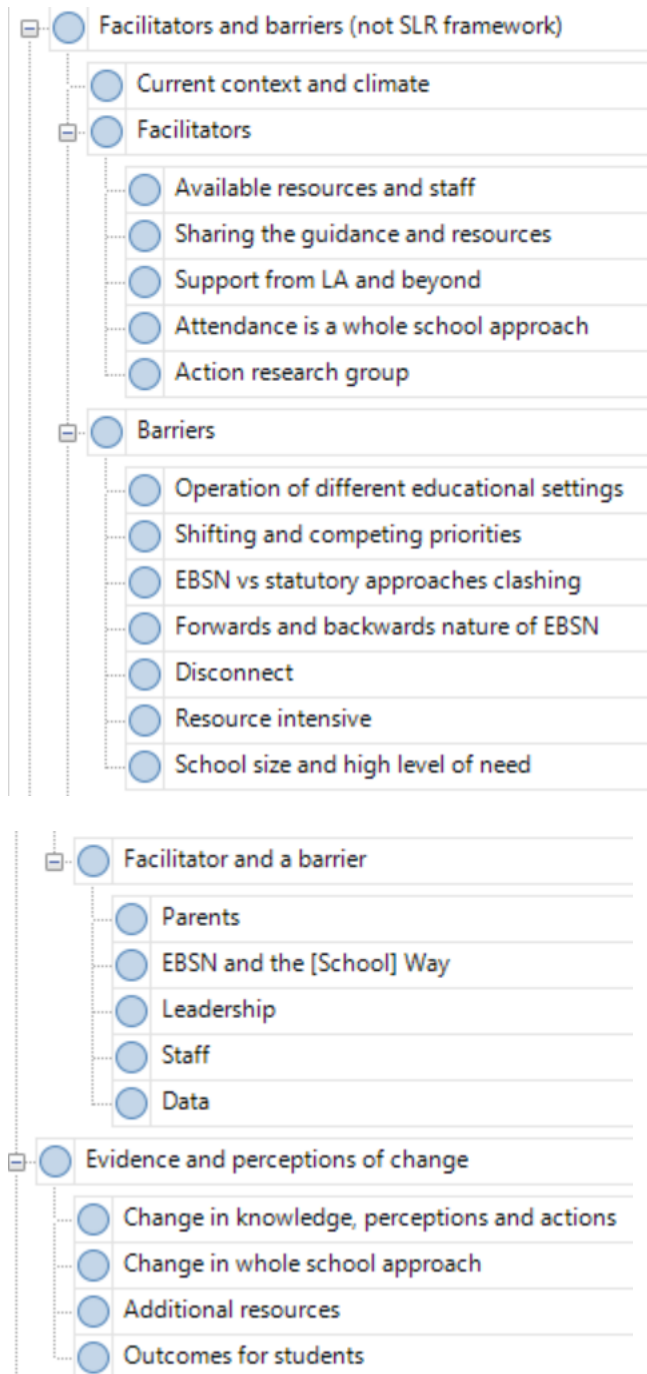 Facilitators and barriers (not SLR framework)
Current context and climate
Facilitators
Available resources and staff
Sharing the guidance and resources
Support from LA and beyond
Attendance is a whole school approach
Action research group
Barriers
Operation of different educational settings
Shifting and competing priorities
EBSN vs statutory approaches clashing
Forwards and backwards nature of EBSN
Disconnect
Resource intensive
School size and high level of need
Facilitator and a barrier
Parents
EBSN and the [School] Way
Leadership
Staff
Data
Evidence and perceptions of change
Change in knowledge, perceptions and actions
Change in whole school approach
Additional resources
Outcomes for students